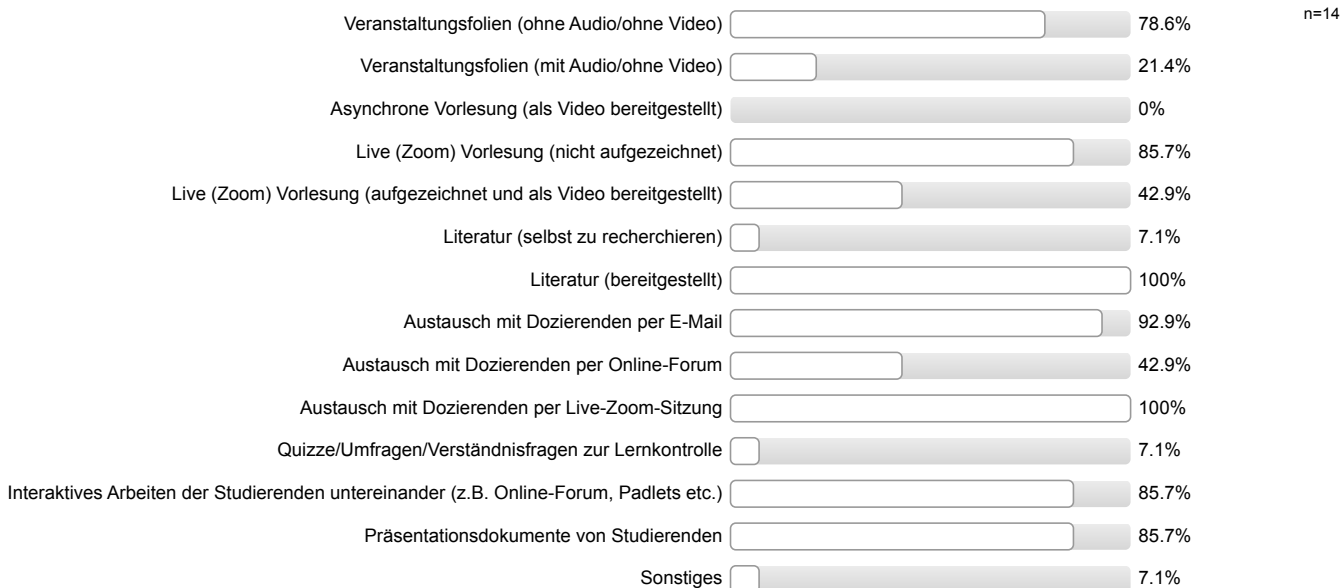 Veranstaltungsfolien (ohne Audio/ohne Video) 78.6% n=14
Veranstaltungsfolien (mit Audio/ohne Video) 21.4%
Asynchrone Vorlesung (als Video bereitgestellt) 0%
Live (Zoom) Vorlesung (nicht aufgezeichnet) 85.7%
Live (Zoom) Vorlesung (aufgezeichnet und als Video bereitgestellt) 42.9%
Literatur (selbst zu recherchieren) 7.1%
Literatur (bereitgestellt) 100%
Austausch mit Dozierenden per E-Mail 92.9%
Austausch mit Dozierenden per Online-Forum 42.9%
Austausch mit Dozierenden per Live-Zoom-Sitzung 100%
Quizze/Umfragen/Verständnisfragen zur Lernkontrolle 7.1%
Interaktives Arbeiten der Studierenden untereinander (z.B. Online-Forum, Padlets etc.) 85.7%
Präsentationsdokumente von Studierenden 85.7%
Sonstiges 7.1%